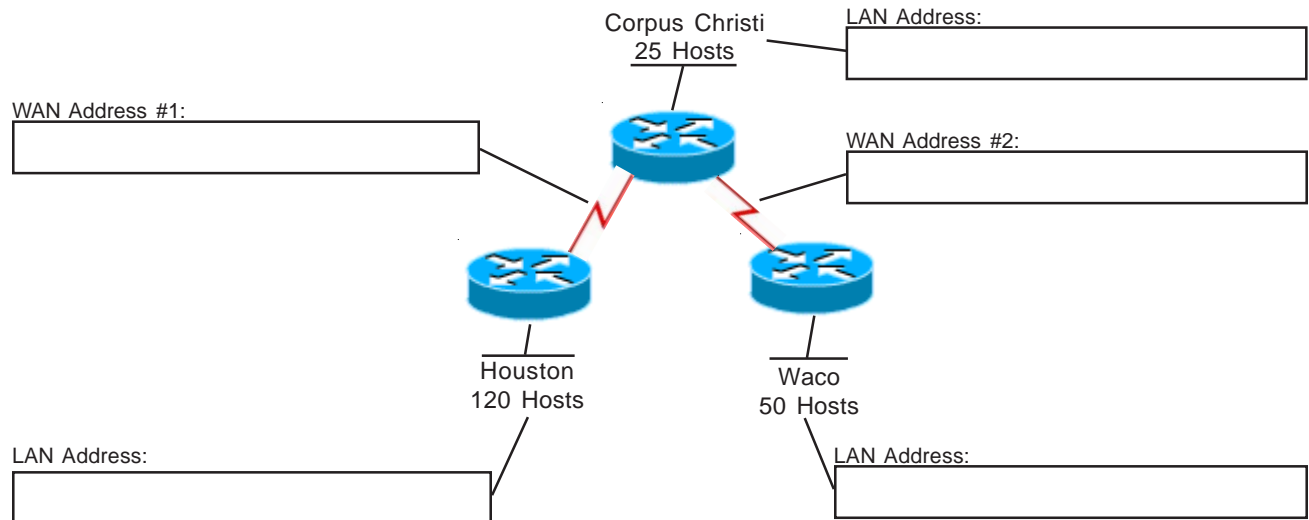 Corpus Christi
25 Hosts
LAN Address:
WAN Address #1:
WAN Address #2:
Houston
120 Hosts
Waco
50 Hosts
LAN Address:
LAN Address: